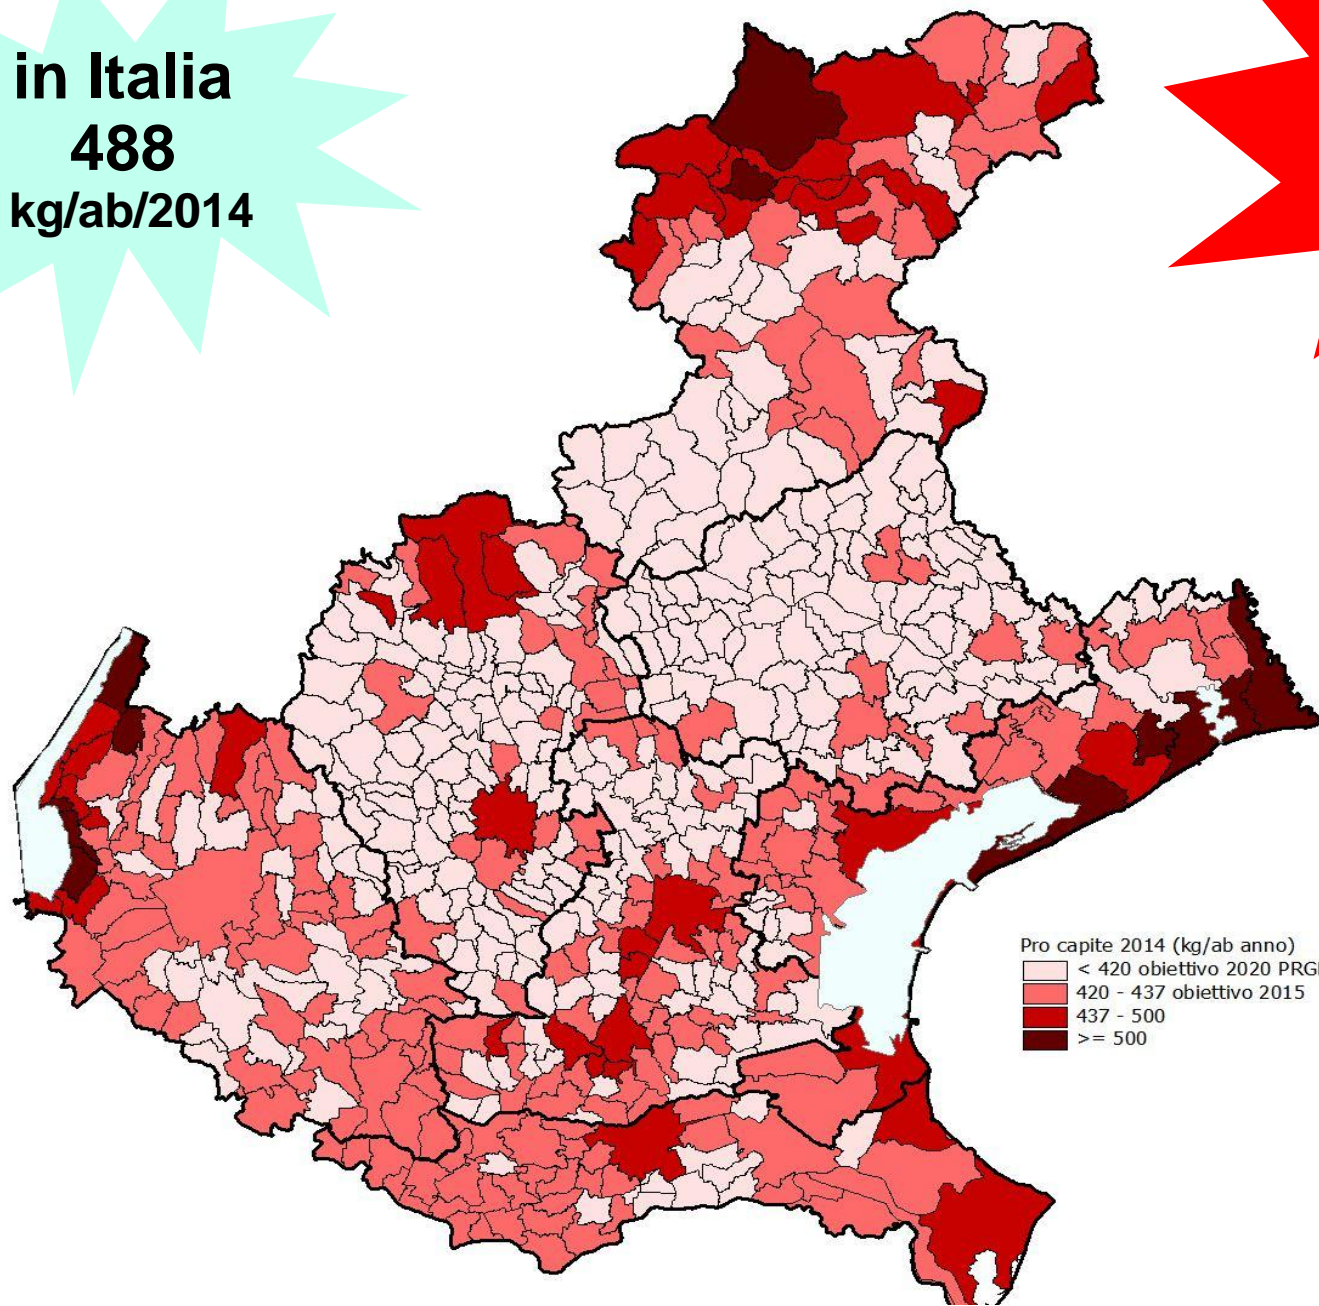 in Italia
488
kg/ab/2014
Pro capite 2014 (kg/ab anno)
< 420 obiettivo 2020 PRG
420 - 437 obiettivo 2015
437 - 500
>= 500